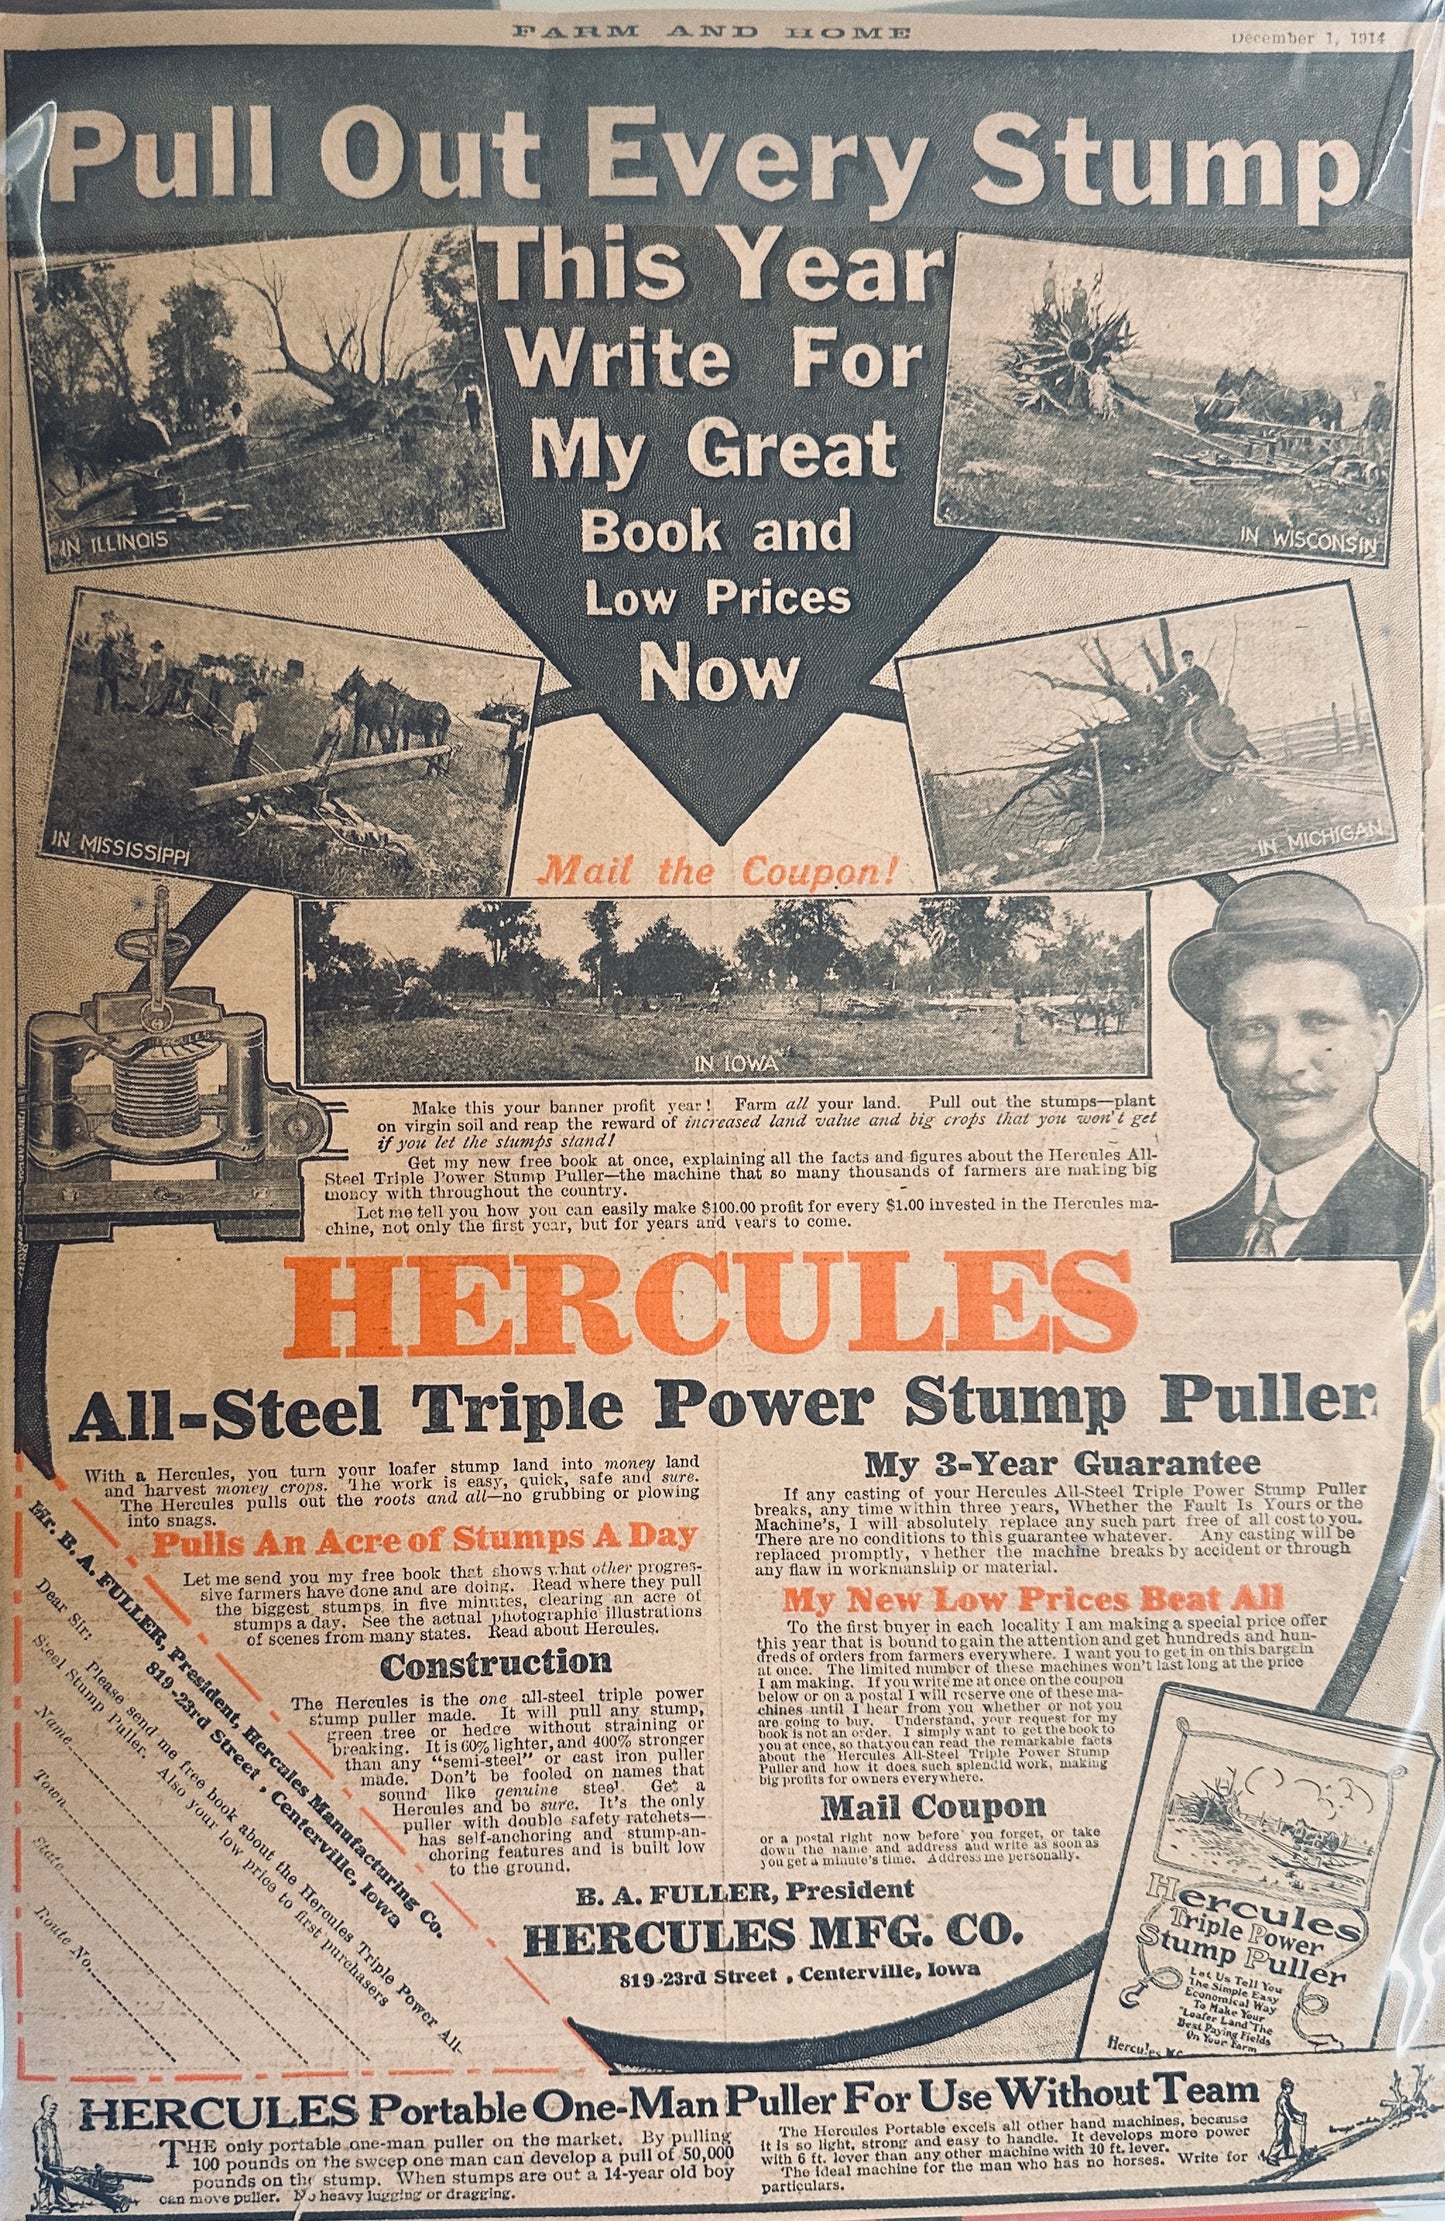 FARM AND HOME
December 1, 1914
Pull Out Every Stump
This Year
Write For
My Great
Book and
Low Prices
Now
IN ILLINOIS
IN WISCONSIN
IN MISSISSIPPI
IN MICHIGAN
Mail the Coupon!
IN IOWA
Make this your banner profit year! Farm all your land. Pull out the stumps—plant
on virgin soil and reap the reward of increased land value and big crops that you won't get
if you let the stumps stand!
Get my new free book at once, explaining all the facts and figures about the Hercules All-
Steel Triple Power Stump Puller—the machine that so many thousands of farmers are making big
money with throughout the country.
Let me tell you how you can easily make $100.00 profit for every $1.00 invested in the Hercules ma-
chine, not only the first year, but for years and years to come.
HERCULES
All-Steel Triple Power Stump Puller
With a Hercules, you turn your loafer stump land into money land
and harvest money crops. The work is easy, quick, safe and sure.
The Hercules pulls out the roots and all—no grubbing or plowing
into snags.
Pulls An Acre of Stumps A Day
Let me send you my free book that shows what other progres-
sive farmers have done and are doing. Read where they pull
the biggest stumps in five minutes, clearing an acre of
stumps a day. See the actual photographic illustrations
of scenes from many states. Read about Hercules.
Construction
The Hercules is the one all-steel triple power
stump puller made. It will pull any stump,
green tree or hedge without straining or
breaking. It is 60% lighter, and 400% stronger
than any "semi-steel" or cast iron puller
made. Don't be fooled on names that
sound like genuine steel. Get a
Hercules and be sure. It's the only
puller with double safety ratchets—
has self-anchoring and stump-an-
choring features and is built low
to the ground.
My 3-Year Guarantee
If any casting of your Hercules All-Steel Triple Power Stump Puller
breaks, any time within three years, Whether the Fault Is Yours or the
Machine's, I will absolutely replace any such part free of all cost to you.
There are no conditions to this guarantee whatever. Any casting will be
replaced promptly, whether the machine breaks by accident or through
any flaw in workmanship or material.
My New Low Prices Beat All
To the first buyer in each locality I am making a special price offer
this year that is bound to gain the attention and get hundreds and hun-
dreds of orders from farmers everywhere. I want you to get in on this bargain
at once. The limited number of these machines won't last long at the price
I am making. If you write me at once on the coupon
below or on a postal I will reserve one of these ma-
chines until I hear from you whether or not you
are going to buy. Understand, your request for my
book is not an order. I simply want to get the book to
you at once, so that you can read the remarkable facts
about the Hercules All-Steel Triple Power Stump
Puller and how it does such splendid work, making
big profits for owners everywhere.
Mail Coupon
or a postal right now before you forget, or take
down the name and address and write as soon as
you get a minute's time. Address me personally.
B. A. FULLER, President
HERCULES MFG. CO.
819-23rd Street, Centerville, Iowa
Mr. B. A. FULLER, President, Hercules Manufacturing Co.
819-23rd Street, Centerville, Iowa
Dear Sir: Please send me free book about the Hercules Triple Power All-
Steel Stump Puller. Also your low price to first purchasers
Name
Town
State
Route No.
Hercules
Triple Power
Stump Puller
Let Us Tell You
The Simple Easy
Economical Way
To Make Your
"Loafer Land" The
Best Paying Fields
On Your Farm
Hercules
HERCULES Portable One-Man Puller For Use Without Team
THE only portable one-man puller on the market. By pulling
100 pounds on the sweep one man can develop a pull of 50,000
pounds on the stump. When stumps are out a 14-year old boy
can move puller. No heavy lugging or dragging.
The Hercules Portable excels all other hand machines, because
it is so light, strong and easy to handle. It develops more power
with 6 ft. lever than any other machine with 10 ft. lever.
The ideal machine for the man who has no horses. Write for
particulars.